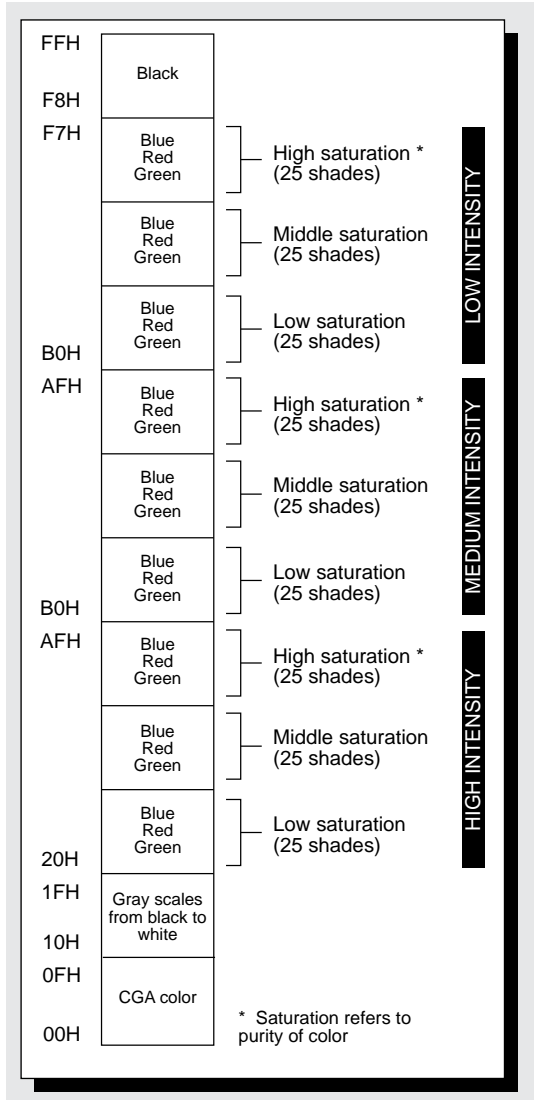 FFH
Black
F8H
F7H
Blue
Red
Green
High saturation *
(25 shades)
Blue
Red
Green
Middle saturation
(25 shades)
Blue
Red
Green
Low saturation
(25 shades)
LOW INTENSITY
B0H
AFH
Blue
Red
Green
High saturation *
(25 shades)
Blue
Red
Green
Middle saturation
(25 shades)
Blue
Red
Green
Low saturation
(25 shades)
MEDIUM INTENSITY
B0H
AFH
Blue
Red
Green
High saturation *
(25 shades)
Blue
Red
Green
Middle saturation
(25 shades)
Blue
Red
Green
Low saturation
(25 shades)
HIGH INTENSITY
20H
1FH
Gray scales
from black to
white
10H
0FH
CGA color
00H
* Saturation refers to
purity of color